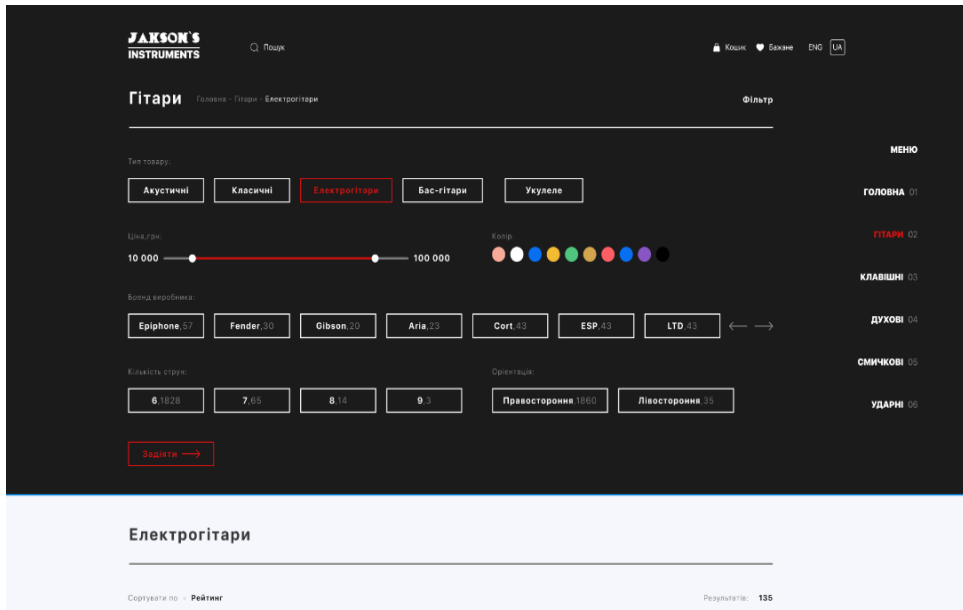 JAKSON`S
INSTRUMENTS
Пошук
Кошик Бажане ENG UA
Гітари Головна - Гітари - Електрогітари Фільтр
МЕНЮ
Тип товару:
Акустичні Класичні Електрогітари Бас-гітари Укулеле
ГОЛОВНА 01
Ціна,грн: Колір:
ГІТАРИ 02
10 000 100 000
КЛАВІШНІ 03
Бренд виробника:
Epiphone,57 Fender,30 Gibson,20 Aria,23 Cort,43 ESP,43 LTD,43
ДУХОВІ 04
СМИЧКОВІ 05
Кількість струн: Орієнтація:
6,1828 7,65 8,14 9,3 Правостороння,1860 Лівостороння,35
УДАРНІ 06
Задіяти
Електрогітари
Сортувати по Рейтинг Результатів: 135